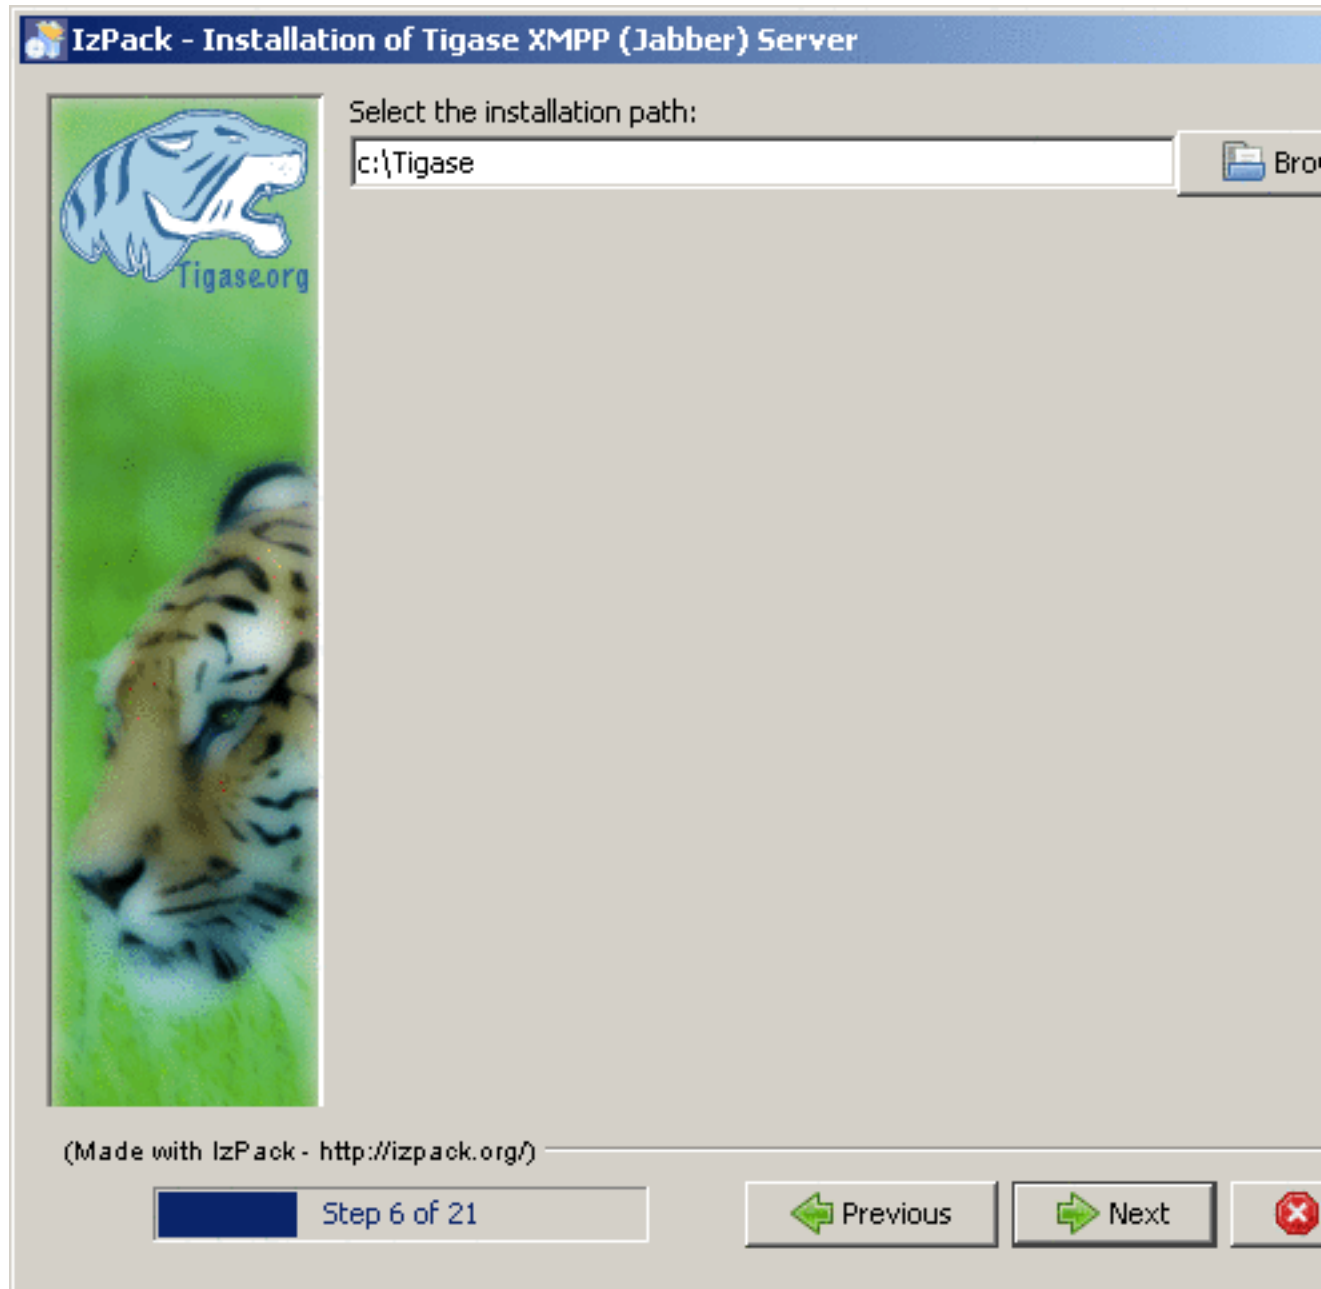 IzPack - Installation of Tigase XMPP (Jabber) Server
Tigase.org
Select the installation path:
c:\Tigase
(Made with IzPack - http://izpack.org/)
Step 6 of 21
Previous
Next